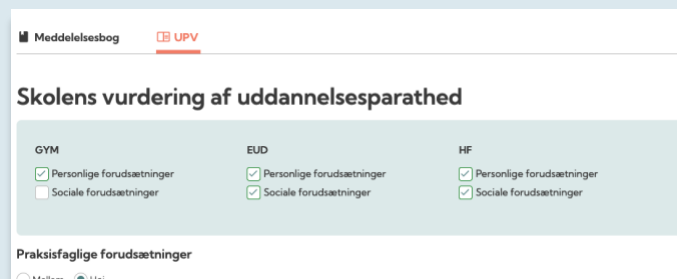 Meddelelsesbog UPV
Skolens vurdering af uddannelsesparathed
GYM EUD HF
Personlige forudsætninger Personlige forudsætninger Personlige forudsætninger
Sociale forudsætninger Sociale forudsætninger Sociale forudsætninger
Praksisfaglige forudsætninger